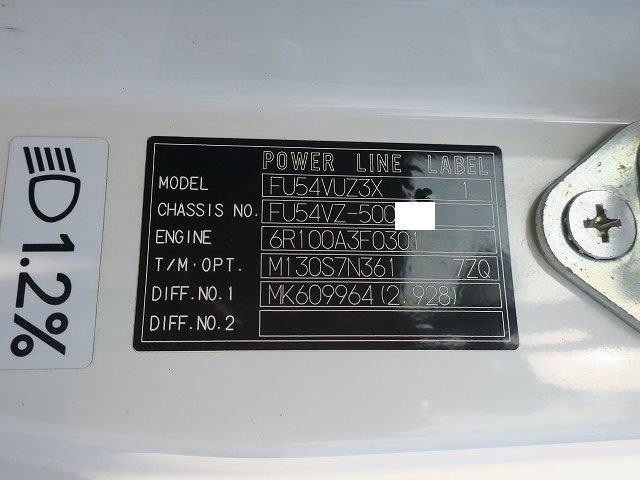 POWER LINE LABEL
MODEL FU54VUZ3X 1
CHASSIS NO. FU54VZ-500
ENGINE 6R100A3F0301
T/M·OPT. M130S7N361 7ZQ
DIFF.NO.1 MK609964(2.928)
DIFF.NO.2
1.2%